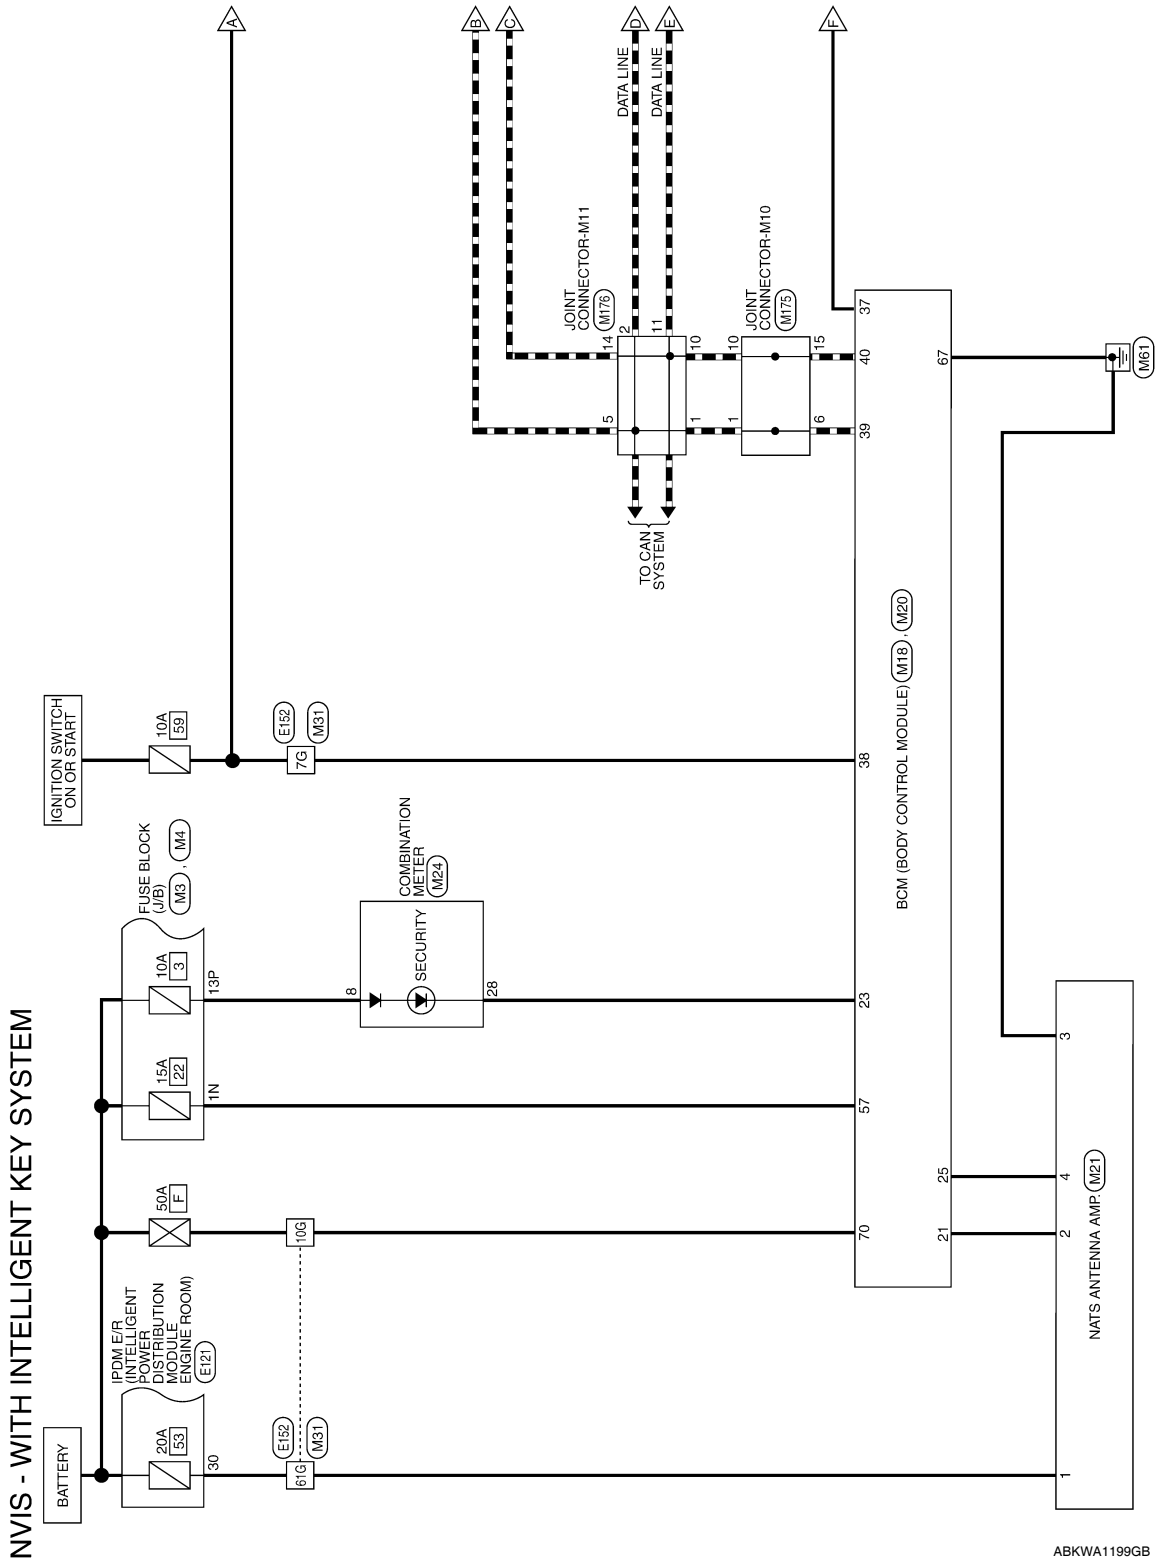 NVIS - WITH INTELLIGENT KEY SYSTEM
BATTERY
IGNITION SWITCH
ON OR START
IPDM E/R
(INTELLIGENT
POWER
DISTRIBUTION
MODULE
ENGINE ROOM)
E121
20A
53
30
50A
F
15A
22
1N
10A
3
13P
FUSE BLOCK
(J/B)
M3 , M4
10A
59
A
E152
M31
61G
10G
E152
M31
7G
COMBINATION
METER
M24
8
SECURITY
28
B
C
D
E
F
DATA LINE
DATA LINE
JOINT
CONNECTOR-M11
M176
5
14
2
11
1
10
TO CAN
SYSTEM
JOINT
CONNECTOR-M10
M175
1
10
6
15
70
57
23
38
39
40
37
BCM (BODY CONTROL MODULE) M18 , M20
21
25
67
M61
1
2
4
3
NATS ANTENNA AMP. M21
ABKWA1199GB